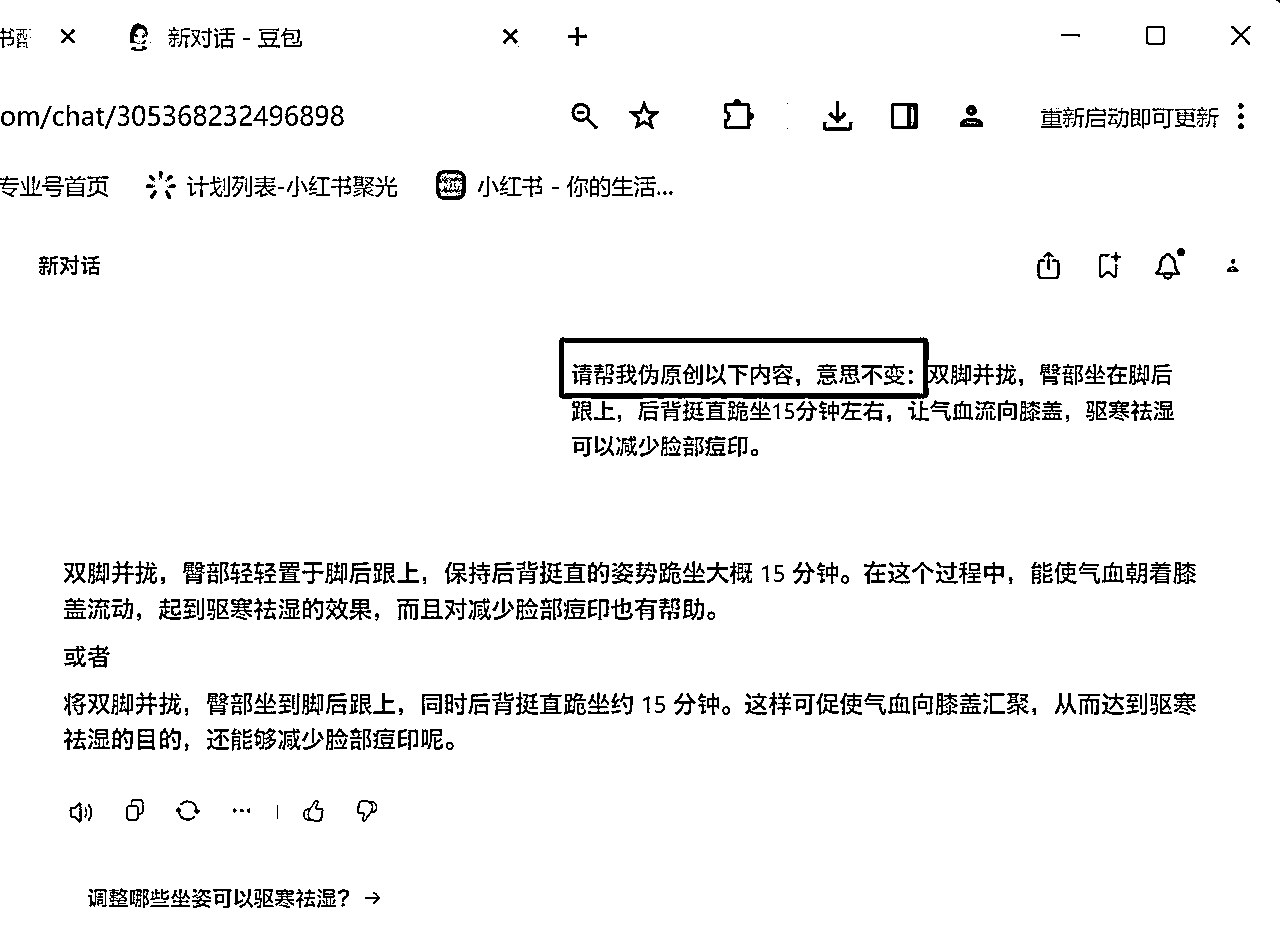 新对话 - 豆包
om/chat/305368232496898
重新启动即可更新
专业号首页 计划列表-小红书聚光 小红书 - 你的生活...
新对话
请帮我伪原创以下内容，意思不变：双脚并拢，臀部坐在脚后
跟上，后背挺直跪坐15分钟左右，让气血流向膝盖，驱寒祛湿
可以减少脸部痘印。
双脚并拢，臀部轻轻置于脚后跟上，保持后背挺直的姿势跪坐大概 15 分钟。在这个过程中，能使气血朝着膝
盖流动，起到驱寒祛湿的效果，而且对减少脸部痘印也有帮助。
或者
将双脚并拢，臀部坐到脚后跟上，同时后背挺直跪坐约 15 分钟。这样可促使气血向膝盖汇聚，从而达到驱寒
祛湿的目的，还能够减少脸部痘印呢。
调整哪些坐姿可以驱寒祛湿？ →